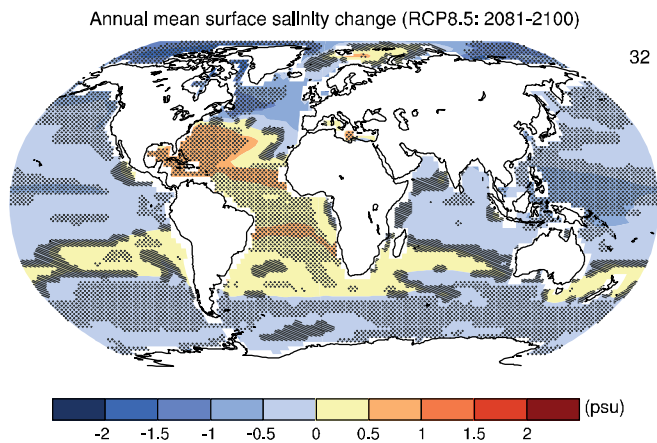 Annual mean surface salinity change (RCP8.5: 2081-2100)
32
(psu)
-2 -1.5 -1 -0.5 0 0.5 1 1.5 2